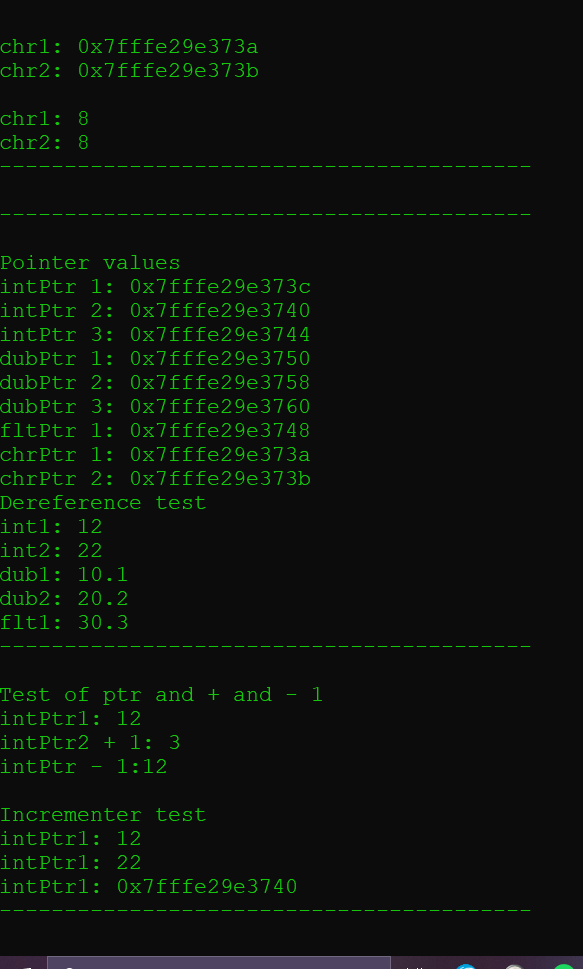 chr1: 0x7fffe29e373a
chr2: 0x7fffe29e373b
chr1: 8
chr2: 8
-----------------------------------------
-----------------------------------------
Pointer values
intPtr 1: 0x7fffe29e373c
intPtr 2: 0x7fffe29e3740
intPtr 3: 0x7fffe29e3744
dubPtr 1: 0x7fffe29e3750
dubPtr 2: 0x7fffe29e3758
dubPtr 3: 0x7fffe29e3760
fltPtr 1: 0x7fffe29e3748
chrPtr 1: 0x7fffe29e373a
chrPtr 2: 0x7fffe29e373b
Dereference test
int1: 12
int2: 22
dub1: 10.1
dub2: 20.2
flt1: 30.3
-----------------------------------------
Test of ptr and + and - 1
intPtr1: 12
intPtr2 + 1: 3
intPtr - 1:12
Incrementer test
intPtr1: 12
intPtr1: 22
intPtr1: 0x7fffe29e3740
-----------------------------------------